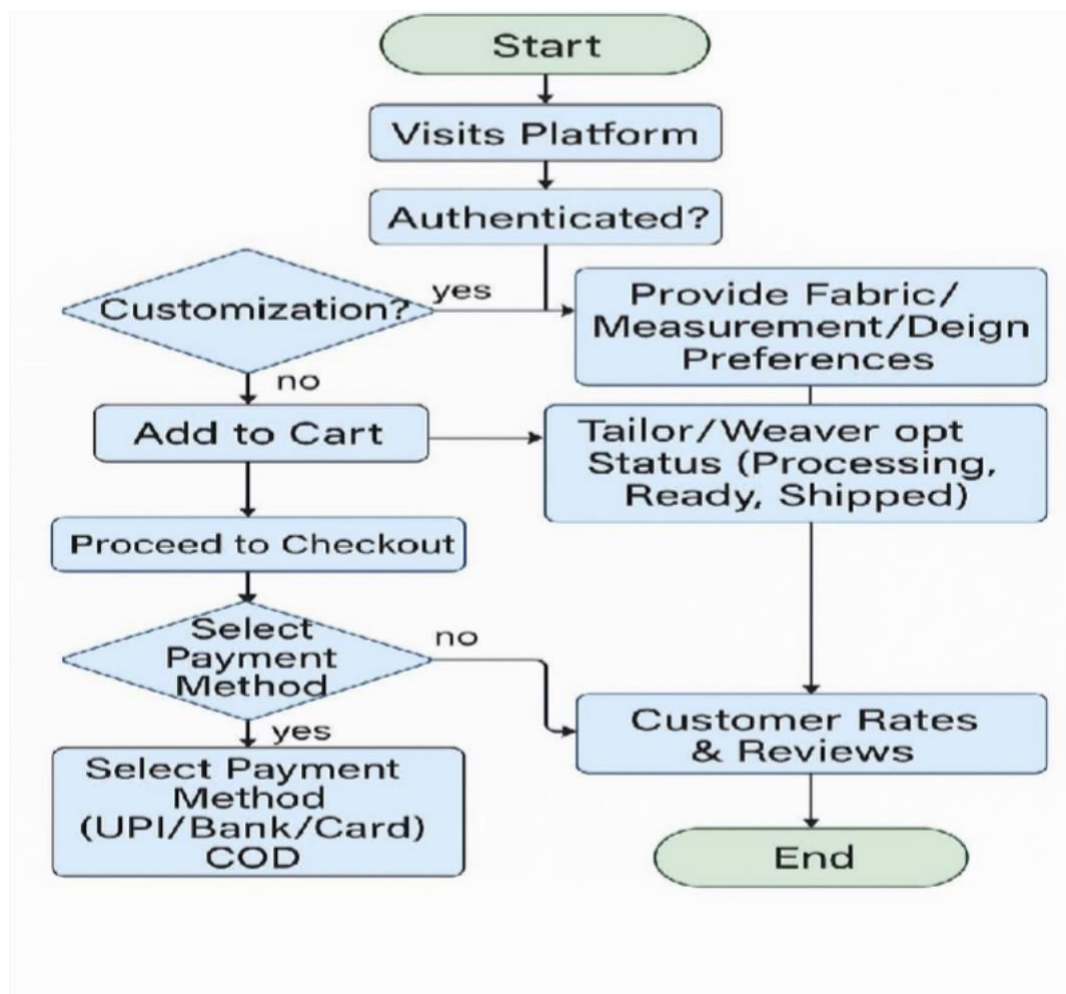 Start
Visits Platform
Authenticated?
Customization?
yes
Provide Fabric/
Measurement/Deign
Preferences
no
Add to Cart
Tailor/Weaver opt
Status (Processing,
Ready, Shipped)
Proceed to Checkout
Select
Payment
Method
no
yes
Customer Rates
& Reviews
Select Payment
Method
(UPI/Bank/Card)
COD
End